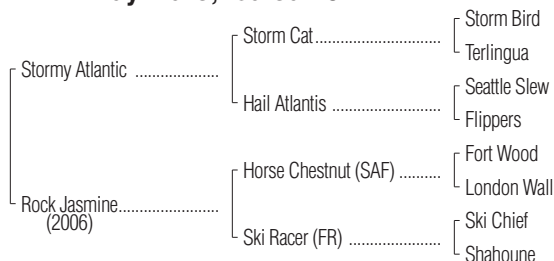 Storm Bird
Storm Cat
Terlingua
Stormy Atlantic
Seattle Slew
Hail Atlantis
Flippers
Fort Wood
Horse Chestnut (SAF)
London Wall
Rock Jasmine
(2006)
Ski Chief
Ski Racer (FR)
Shahoune